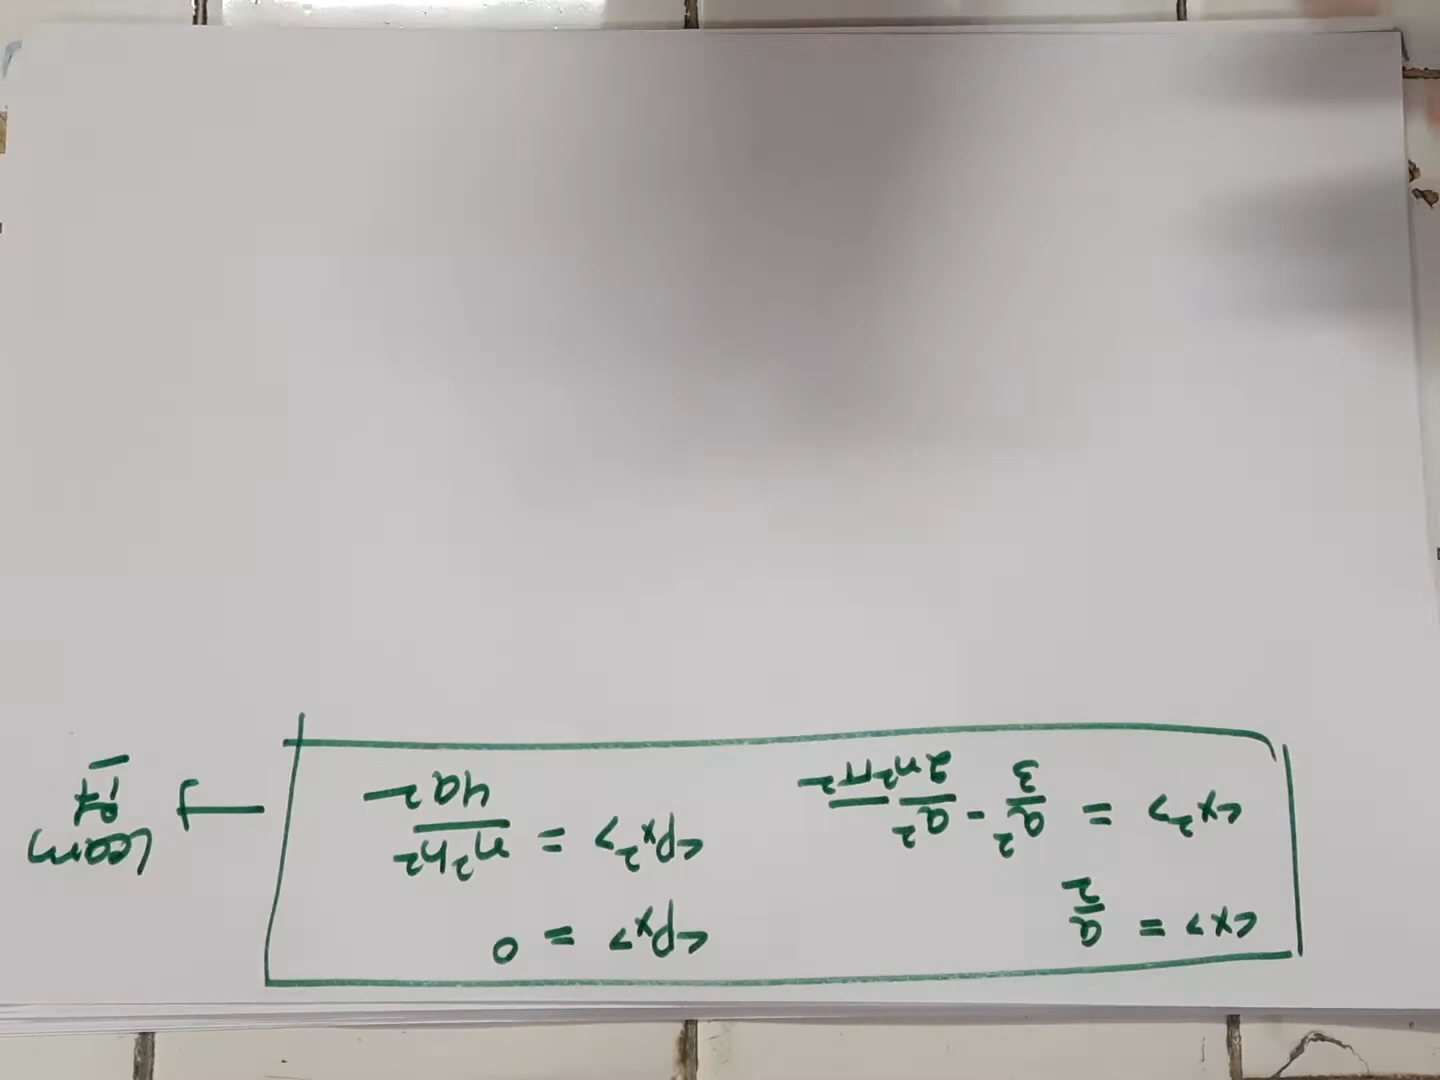 <x> = a/2
<x²> = a²/3 - a²/2n²π²
<px> = 0
<px²> = n²h²/4a²
learn
it